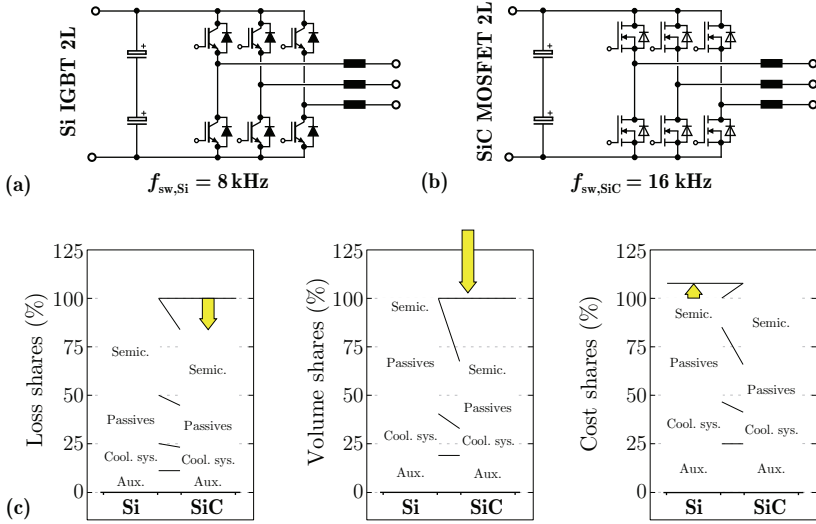 (a)
Si IGBT 2L
+
+
f_sw,Si = 8 kHz
(b)
SiC MOSFET 2L
+
+
f_sw,SiC = 16 kHz
(c)
Loss shares (%)
125
100
75
50
25
0
Semic.
Semic.
Passives
Passives
Cool. sys.
Cool. sys.
Aux.
Aux.
Si
SiC
Volume shares (%)
125
100
75
50
25
0
Semic.
Passives
Semic.
Passives
Cool. sys.
Cool. sys.
Aux.
Aux.
Si
SiC
Cost shares (%)
125
100
75
50
25
0
Semic.
Semic.
Passives
Passives
Cool. sys.
Cool. sys.
Aux.
Aux.
Si
SiC